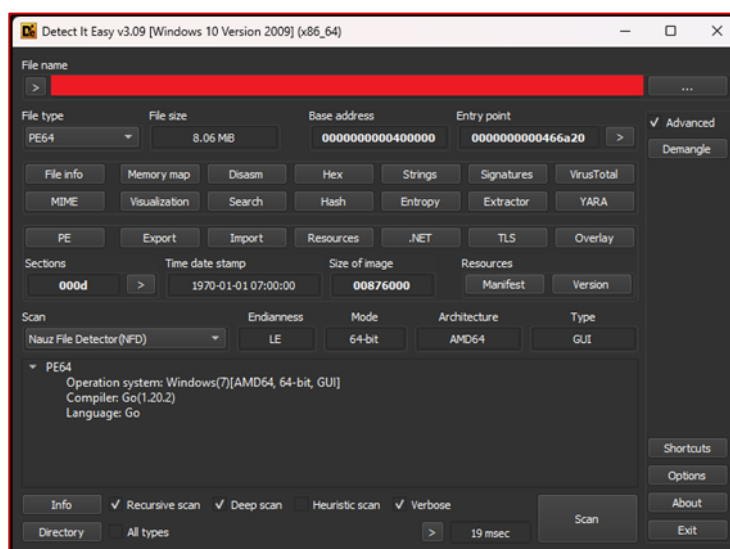 Detect It Easy v3.09 [Windows 10 Version 2009] (x86_64)
File name
> ...
File type File size Base address Entry point Advanced
PE64 8.06 MiB 0000000000400000 0000000000466a20 > Demangle
File info Memory map Disasm Hex Strings Signatures VirusTotal
MIME Visualization Search Hash Entropy Extractor YARA
PE Export Import Resources .NET TLS Overlay
Sections Time date stamp Size of image Resources
000d > 1970-01-01 07:00:00 00876000 Manifest Version
Scan Endianness Mode Architecture Type
Nauz File Detector(NFD) LE 64-bit AMD64 GUI
PE64
Operation system: Windows(7)[AMD64, 64-bit, GUI]
Compiler: Go(1.20.2)
Language: Go
Shortcuts
Options
Info Recursive scan Deep scan Heuristic scan Verbose Scan About
Directory All types > 19 msec Exit